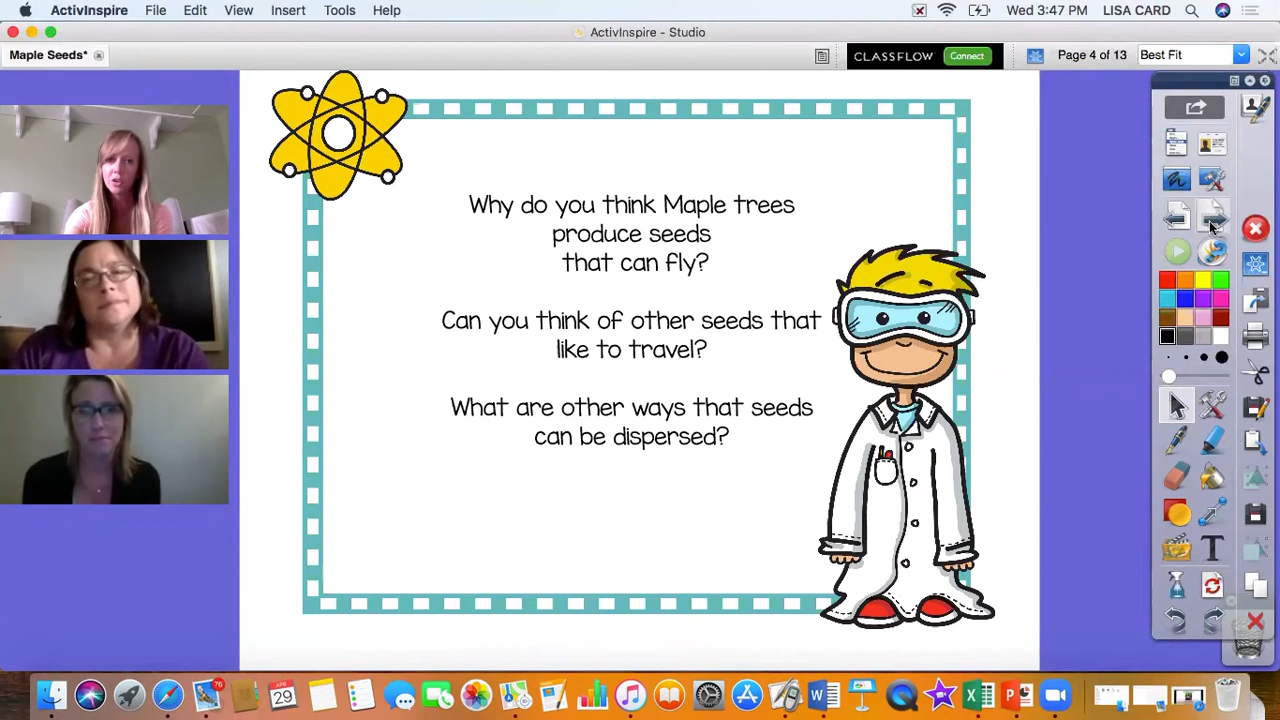 ActivInspire File Edit View Insert Tools Help Wed 3:47 PM LISA CARD
ActivInspire - Studio
Maple Seeds* CLASSFLOW Connect Page 4 of 13 Best Fit
Why do you think Maple trees
produce seeds
that can fly?
Can you think of other seeds that
like to travel?
What are other ways that seeds
can be dispersed?
T
76
APR
29